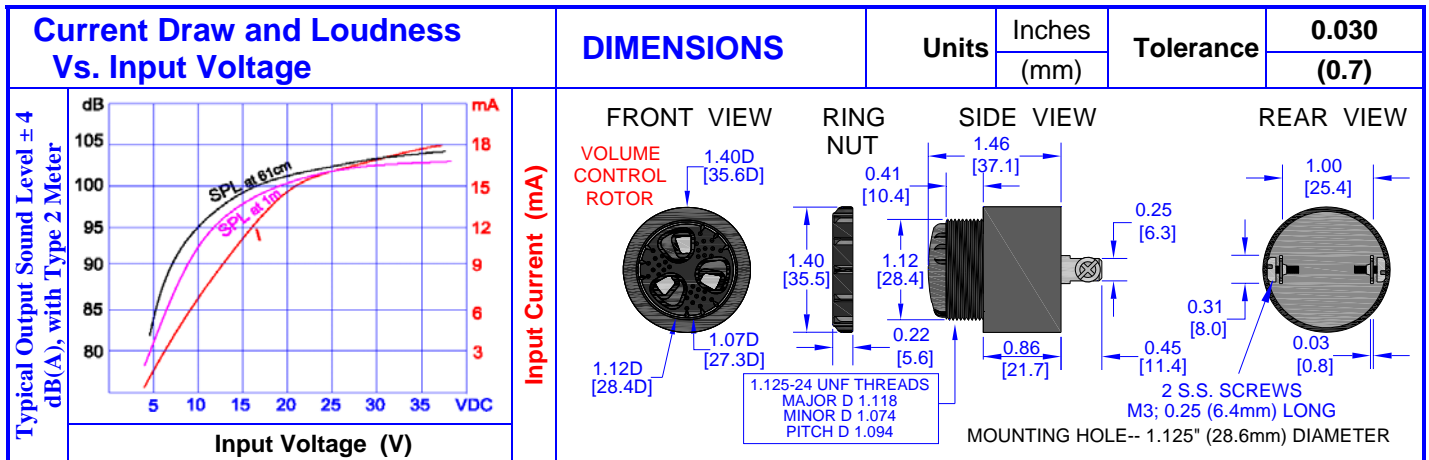 Current Draw and Loudness
Vs. Input Voltage
DIMENSIONS
Units
Inches
(mm)
Tolerance
0.030
(0.7)
Typical Output Sound Level ± 4
dB(A), with Type 2 Meter
dB
105
100
95
90
85
80
SPL at 61cm
SPL at 1m
I
mA
18
15
12
9
6
3
5 10 15 20 25 30 35 VDC
Input Voltage (V)
Input Current (mA)
FRONT VIEW
VOLUME
CONTROL
ROTOR
1.40D
[35.6D]
1.12D
[28.4D]
1.07D
[27.3D]
RING
NUT
1.40
[35.5]
0.22
[5.6]
SIDE VIEW
1.46
[37.1]
0.41
[10.4]
1.12
[28.4]
0.25
[6.3]
0.86
[21.7]
0.45
[11.4]
1.125-24 UNF THREADS
MAJOR D 1.118
MINOR D 1.074
PITCH D 1.094
REAR VIEW
1.00
[25.4]
0.31
[8.0]
0.03
[0.8]
2 S.S. SCREWS
M3; 0.25 (6.4mm) LONG
MOUNTING HOLE-- 1.125" (28.6mm) DIAMETER